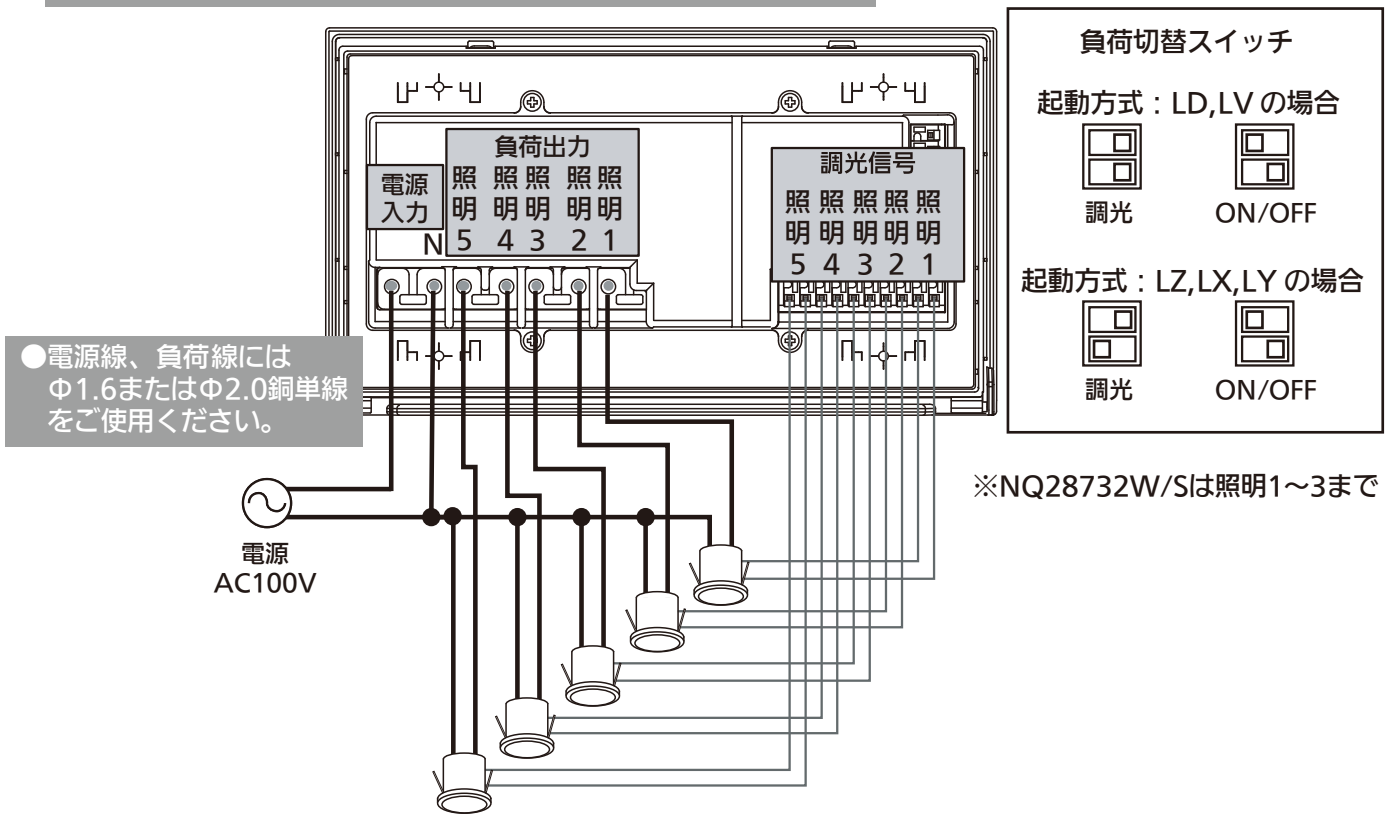 負荷出力
電源
入力
N
照明5
照明4
照明3
照明2
照明1
調光信号
照明5
照明4
照明3
照明2
照明1
●電源線、負荷線には
Φ1.6またはΦ2.0銅単線
をご使用ください。
電源
AC100V
負荷切替スイッチ
起動方式：LD,LV の場合
調光
ON/OFF
起動方式：LZ,LX,LY の場合
調光
ON/OFF
※NQ28732W/Sは照明1～3まで